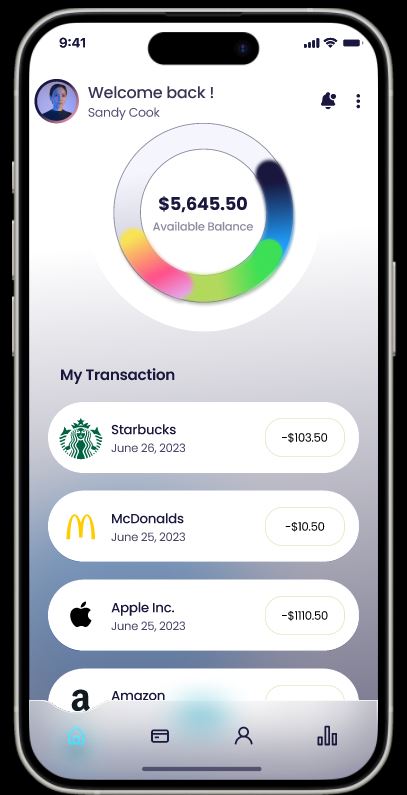 9:41
Welcome back !
Sandy Cook
$5,645.50
Available Balance
My Transaction
Starbucks
June 26, 2023
-$103.50
McDonalds
June 25, 2023
-$10.50
Apple Inc.
June 25, 2023
-$1110.50
a
Amazon